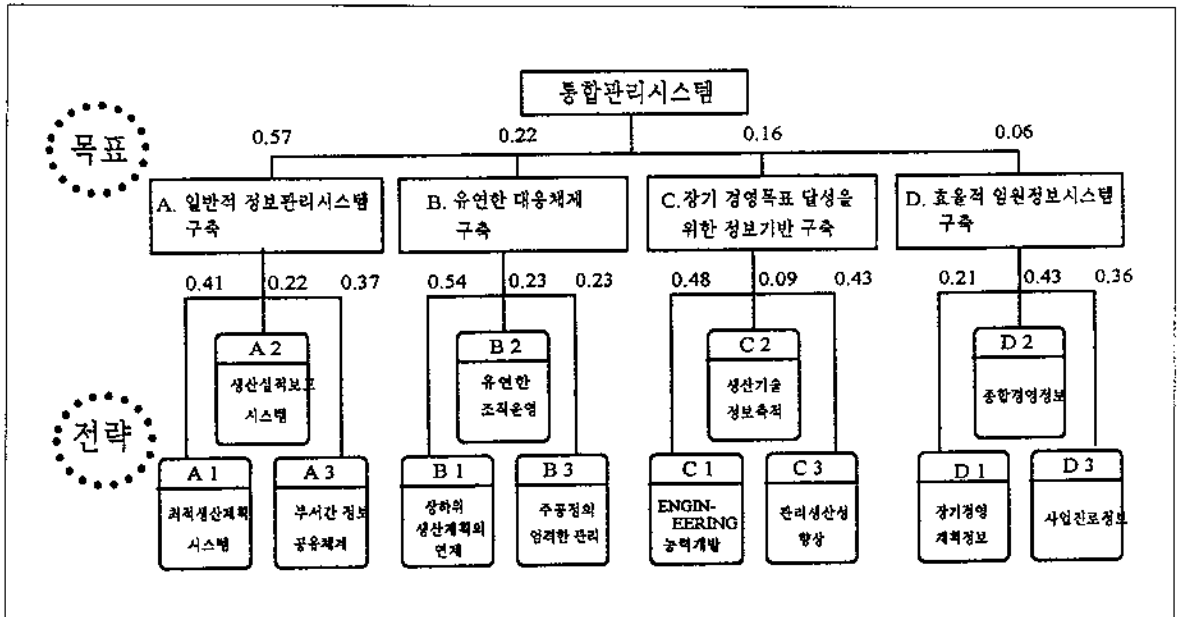 통합관리시스템
목표
0.57 0.22 0.16 0.06
A. 일반적 정보관리시스템
구축
B. 유연한 대응체재
구축
C.장기 경영목표 달성을
위한 정보기반 구축
D. 효율적 임원정보시스템
구축
0.41 0.22 0.37 0.54 0.23 0.23 0.48 0.09 0.43 0.21 0.43 0.36
A 2
생산실적보고
시스템
B 2
유연한
조직운영
C 2
생산기술
정보축적
D 2
종합경영정보
전략
A 1
최적생산계획
시스템
A 3
부서간 정보
공유체계
B 1
상하위
생산계획의
연계
B 3
주공정의
엄격한 관리
C 1
ENGIN-
EERING
능력개발
C 3
관리생산성
향상
D 1
장기경영
계획정보
D 3
사업진로정보